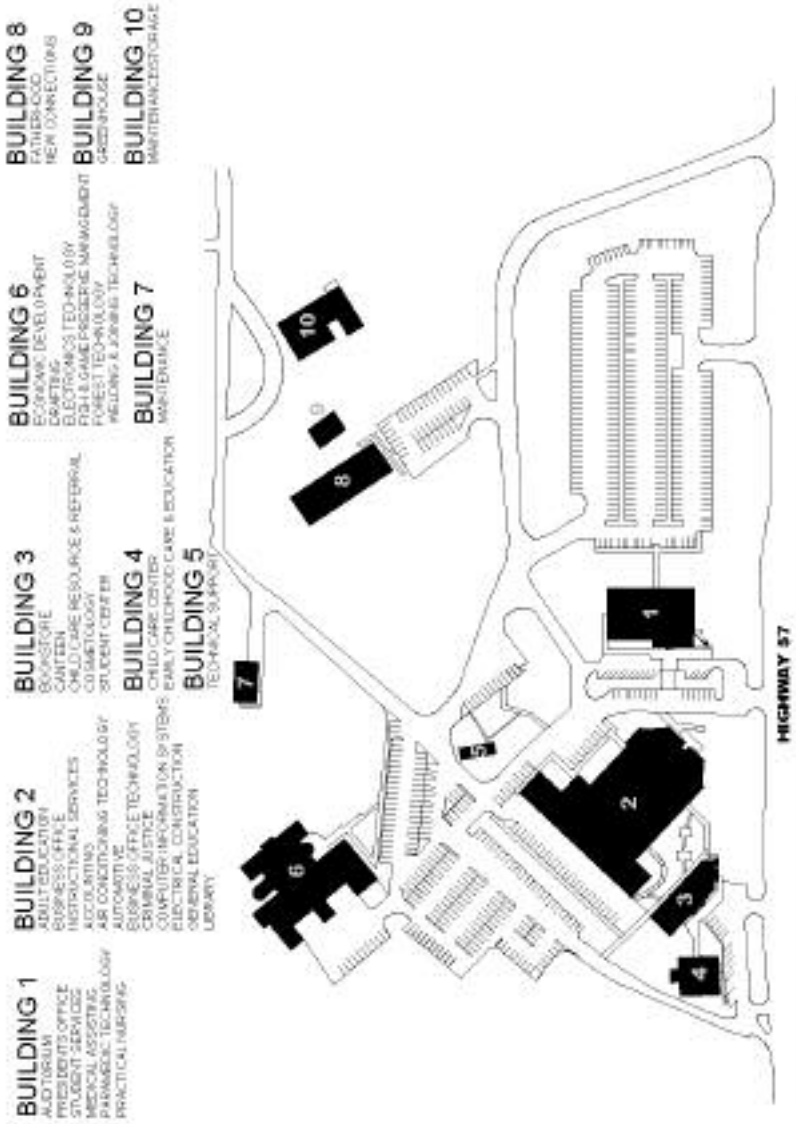 BUILDING 1
AUDITORIUM
PRESIDENTS OFFICE
STUDENT SERVICES
MEDICAL ASSISTING
PARAMEDIC TECHNOLOGY
PRACTICAL NURSING
BUILDING 2
ADULT EDUCATION
BUSINESS OFFICE
INSTRUCTIONAL SERVICES
ACCOUNTING
AIR CONDITIONING TECHNOLOGY
AUTOMOTIVE
BUSINESS OFFICE TECHNOLOGY
CRIMINAL JUSTICE
COMPUTER INFORMATION SYSTEMS
ELECTRICAL CONSTRUCTION
GENERAL EDUCATION
LIBRARY
BUILDING 3
BOOKSTORE
CANTEEN
CHILD CARE RESOURCE & REFERRAL
COSMETOLOGY
STUDENT CENTER
BUILDING 4
CHILD CARE CENTER
EARLY CHILDHOOD CARE & EDUCATION
BUILDING 5
TECHNICAL SUPPORT
BUILDING 6
ECONOMIC DEVELOPMENT
DRAFTING
ELECTRONICS TECHNOLOGY
FISH & GAME PRESERVE MANAGEMENT
FOREST TECHNOLOGY
WELDING & JOINING TECHNOLOGY
BUILDING 7
MAINTENANCE
BUILDING 8
FATHERHOOD
NEW CONNECTIONS
BUILDING 9
GREENHOUSE
BUILDING 10
MAINTENANCE/STORAGE
6
7
8
9
10
5
4
3
2
1
HIGHWAY 57